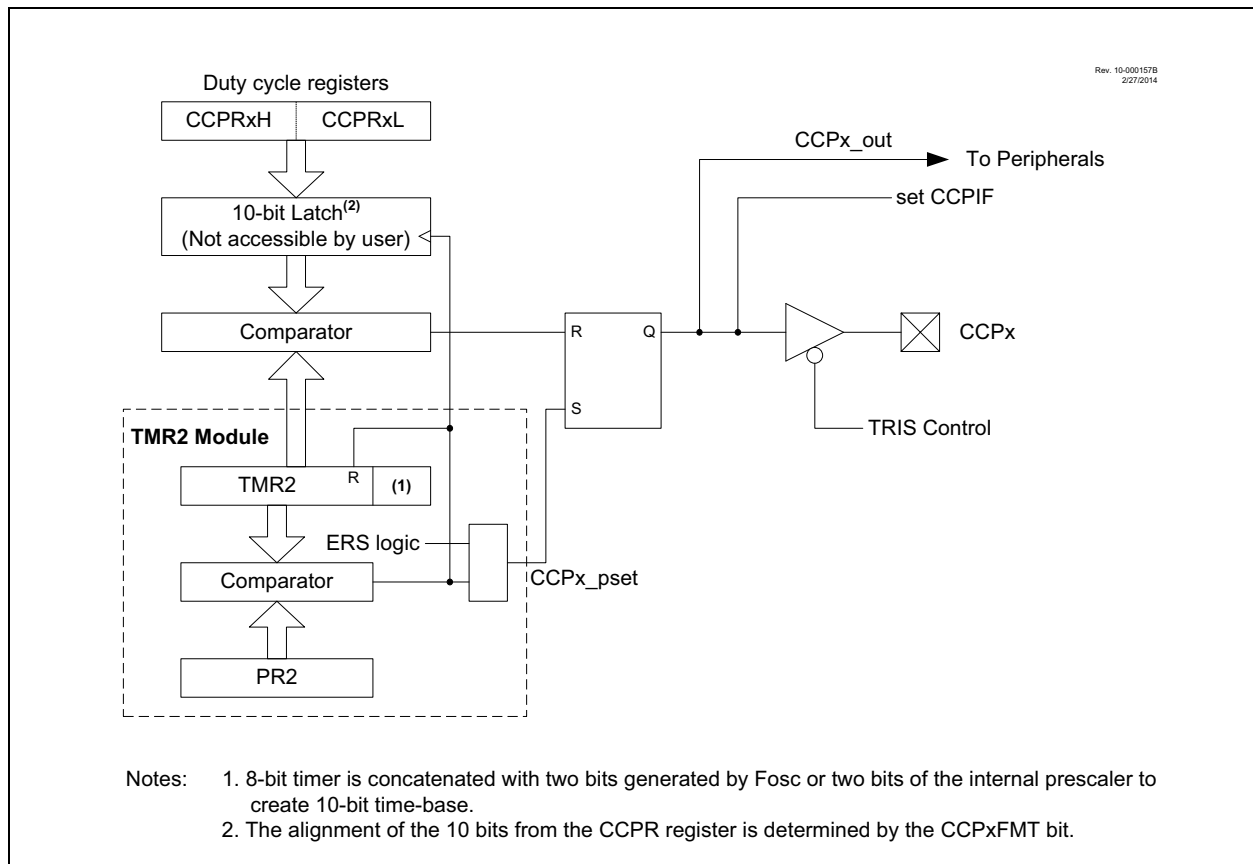 Rev. 10-000157B
2/27/2014
Duty cycle registers
CCPRxH CCPRxL
CCPx_out
To Peripherals
set CCPIF
10-bit Latch(2)
(Not accessible by user)
Comparator
R Q
CCPx
S
TRIS Control
TMR2 Module
R
TMR2 (1)
ERS logic
Comparator
CCPx_pset
PR2
Notes: 1. 8-bit timer is concatenated with two bits generated by Fosc or two bits of the internal prescaler to
create 10-bit time-base.
2. The alignment of the 10 bits from the CCPR register is determined by the CCPxFMT bit.